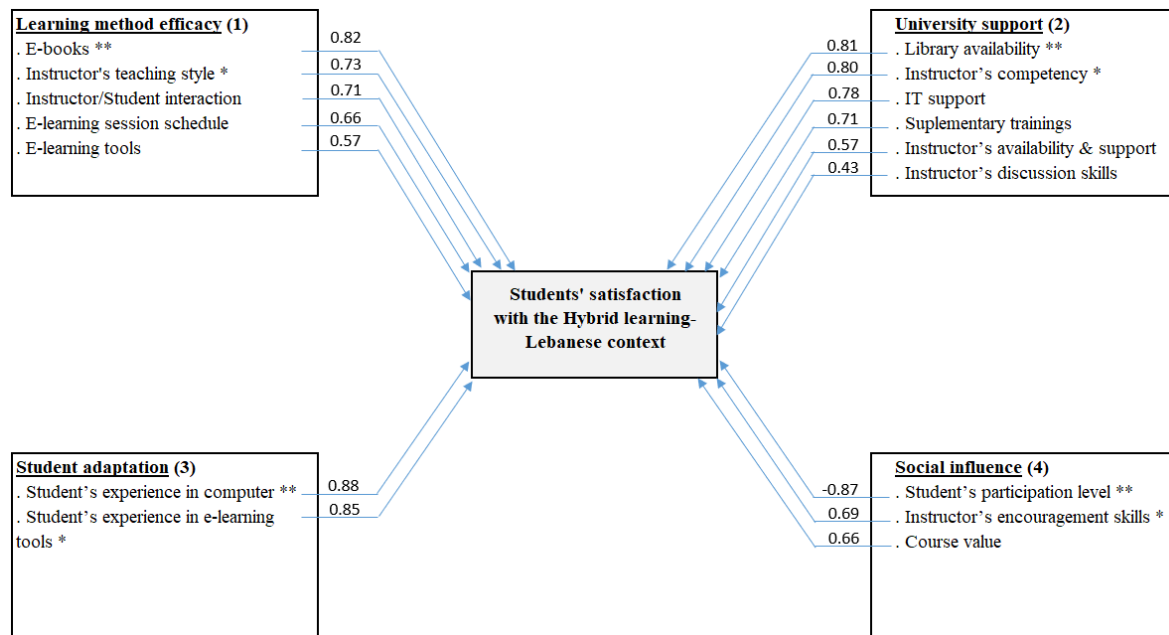 Learning method efficacy (1)
. E-books **
. Instructor's teaching style *
. Instructor/Student interaction
. E-learning session schedule
. E-learning tools
0.82
0.73
0.71
0.66
0.57
University support (2)
. Library availability **
. Instructor’s competency *
. IT support
. Suplementary trainings
. Instructor’s availability & support
. Instructor’s discussion skills
0.81
0.80
0.78
0.71
0.57
0.43
Students' satisfaction
with the Hybrid learning-
Lebanese context
Student adaptation (3)
. Student’s experience in computer **
. Student’s experience in e-learning
tools *
0.88
0.85
Social influence (4)
. Student’s participation level **
. Instructor’s encouragement skills *
. Course value
-0.87
0.69
0.66